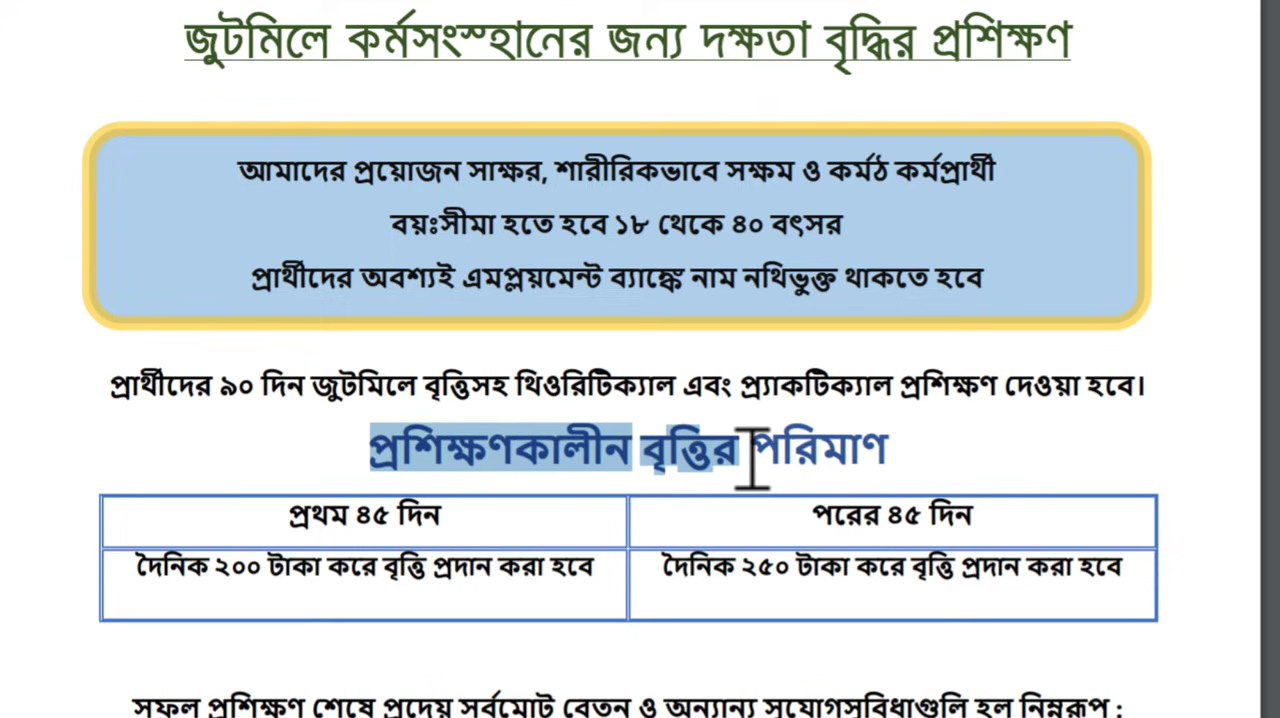 জুটমিলে কর্মসংস্হানের জন্য দক্ষতা বৃদ্ধির প্রশিক্ষণ
আমাদের প্রয়োজন সাক্ষর, শারীরিকভাবে সক্ষম ও কর্মঠ কর্মপ্রার্থী
বয়ঃসীমা হতে হবে ১৮ থেকে ৪০ বৎসর
প্রার্থীদের অবশ্যই এমপ্লয়মেন্ট ব্যাঙ্কে নাম নথিভুক্ত থাকতে হবে
প্রার্থীদের ৯০ দিন জুটমিলে বৃত্তিসহ থিওরিটিক্যাল এবং প্র্যাকটিক্যাল প্রশিক্ষণ দেওয়া হবে।
প্রশিক্ষণকালীন বৃত্তির পরিমাণ
প্রথম ৪৫ দিন পরের ৪৫ দিন
দৈনিক ২০০ টাকা করে বৃত্তি প্রদান করা হবে দৈনিক ২৫০ টাকা করে বৃত্তি প্রদান করা হবে
সফল প্রশিক্ষণ শেষে প্রদেয় সর্বমোট বেতন ও অন্যান্য সুযোগসুবিধাগুলি হল নিম্নরূপ :